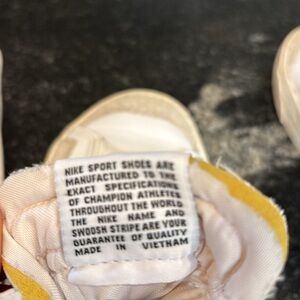 NIKE SPORT SHOES ARE
MANUFACTURED TO THE
EXACT SPECIFICATIONS
OF CHAMPION ATHLETES
THROUGHOUT THE WORLD
THE NIKE NAME AND
SWOOSH STRIPE ARE YOUR
GUARANTEE OF QUALITY
MADE IN VIETNAM